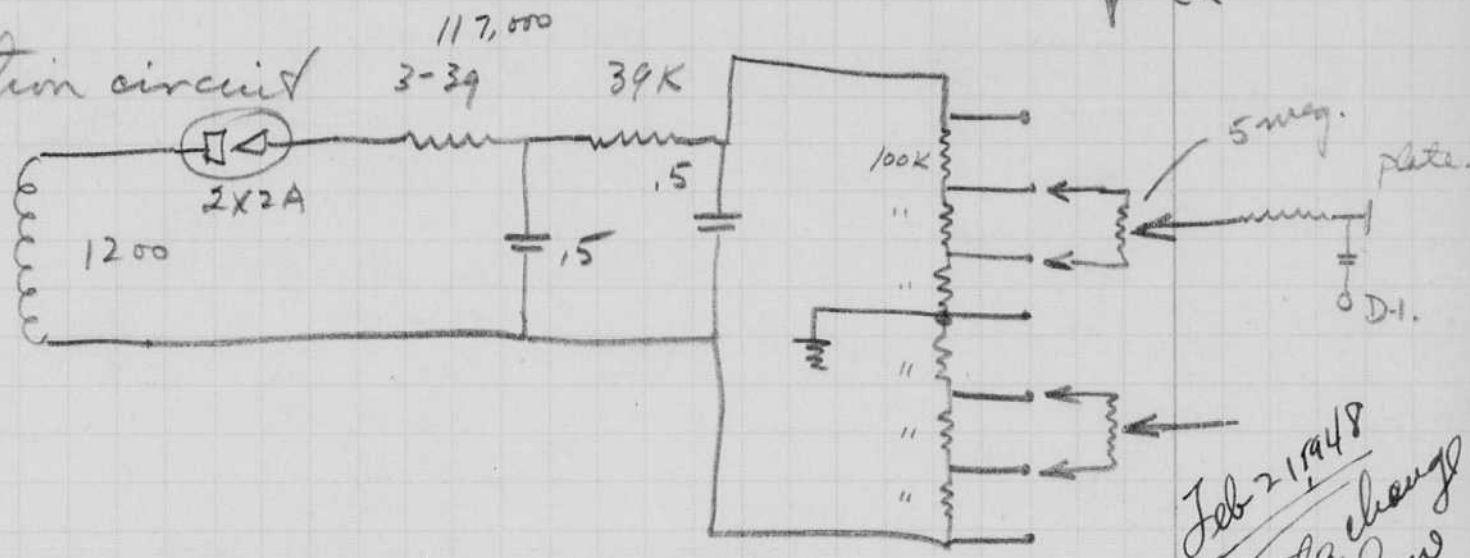 117,000
tion circuit
3-39
39K
2X2A
1200
.5
.5
100K
"
"
"
"
"
5 meg.
plate.
D-1.
Feb-21, 1948
change